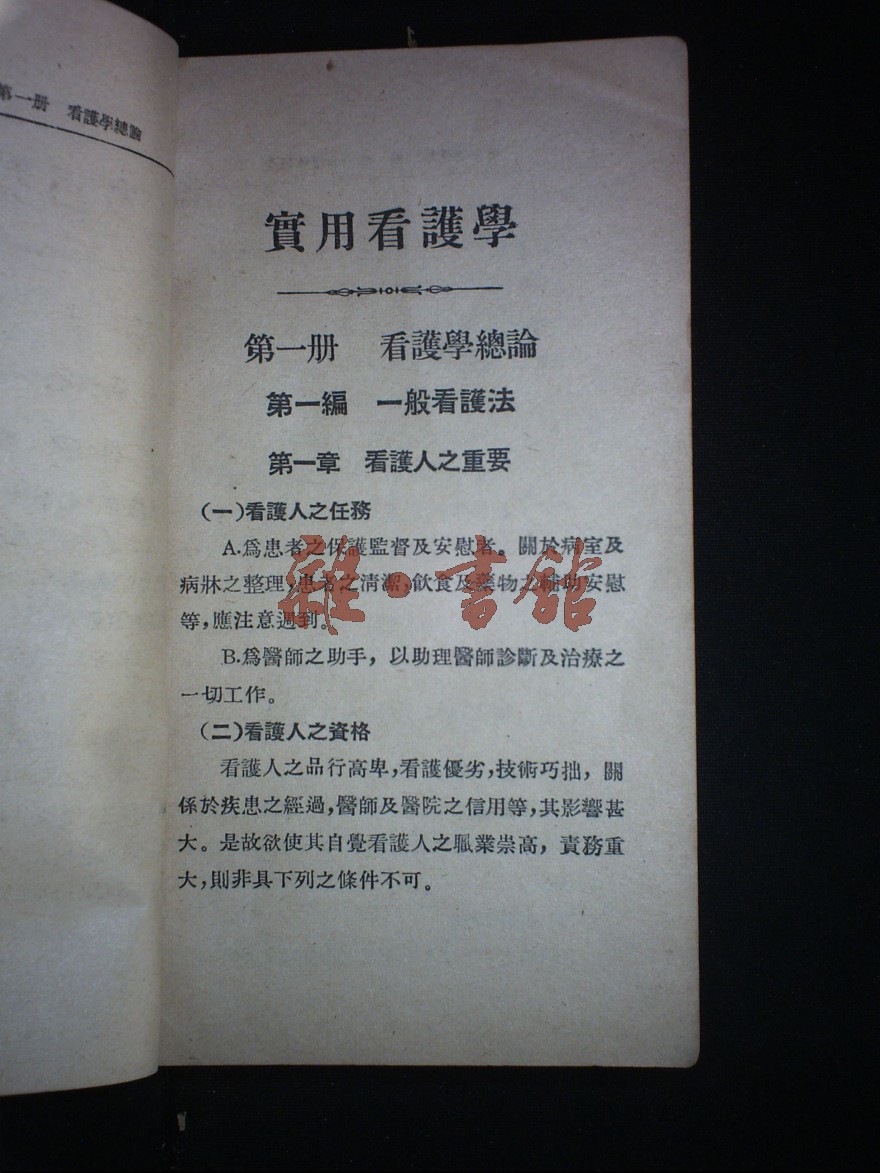 第一册 看護學總論
實用看護學
第一册 看護學總論
第一編 一般看護法
第一章 看護人之重要
(一)看護人之任務
A.爲患者之保護監督及安慰者。關於病室及
病牀之整理,患者之清潔,飲食及藥物之輔助安慰
等,應注意週到。
B.爲醫師之助手,以助理醫師診斷及治療之
一切工作。
(二)看護人之資格
看護人之品行高卑,看護優劣,技術巧拙,關
係於疾患之經過,醫師及醫院之信用等,其影響甚
大。是故欲使其自覺看護人之職業崇高,責務重
大,則非具下列之條件不可。
雜·書館